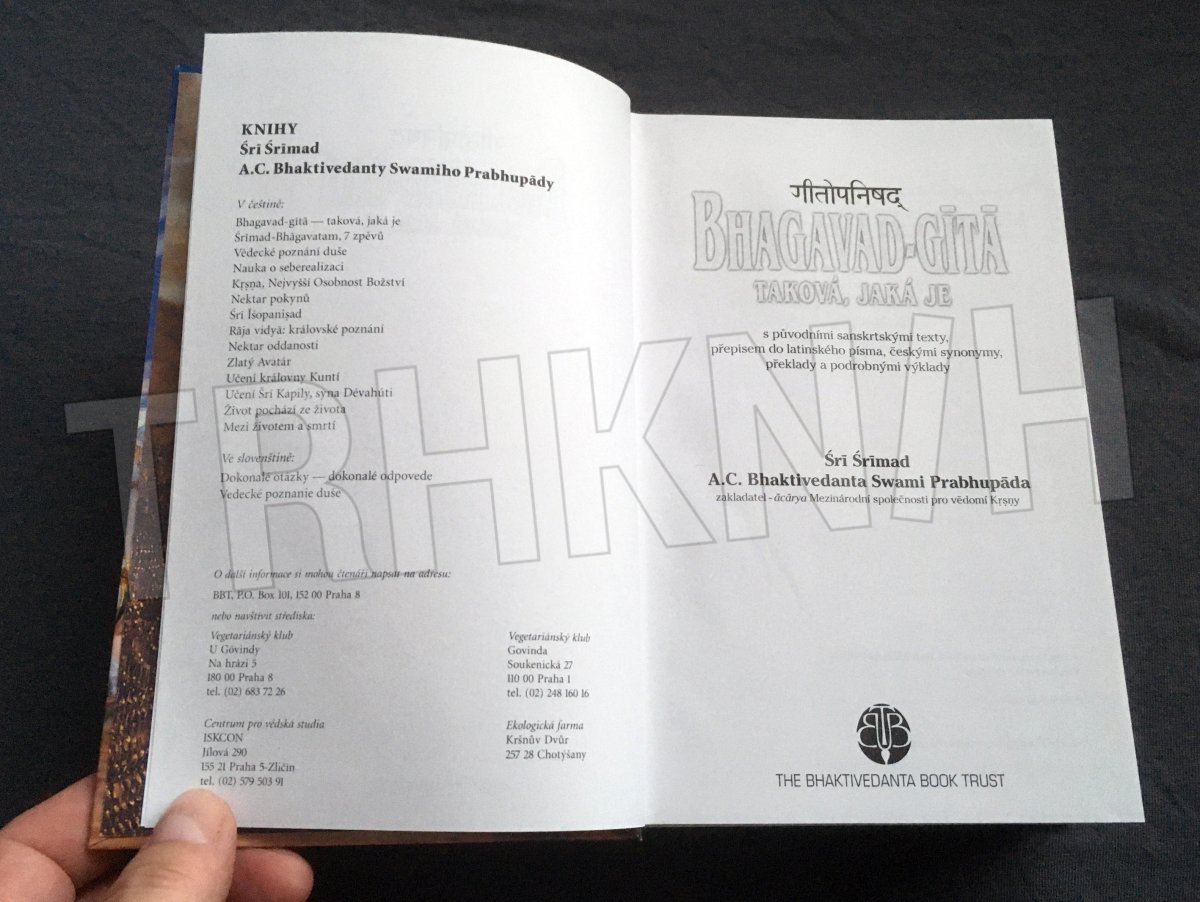 KNIHY
Śrī Śrīmad
A.C. Bhaktivedanty Swamiho Prabhupādy
V češtině:
Bhagavad-gītā — taková, jaká je
Śrīmad-Bhāgavatam, 7 zpěvů
Vědecké poznání duše
Nauka o seberealizaci
Kṛṣṇa, Nejvyšší Osobnost Božství
Nektar pokynů
Śrī Īśopaniṣad
Rāja vidyā: královské poznání
Nektar oddanosti
Zlatý Avatár
Učení královny Kuntí
Učení Śrí Kapily, syna Dévahúti
Život pochází ze života
Mezi životem a smrtí
Ve slovenštině:
Dokonalé otázky — dokonalé odpovede
Vedecké poznanie duše
O další informace si mohou čtenáři napsat na adresu:
BBT, P.O. Box 101, 152 00 Praha 8
nebo navštívit střediska:
Vegetariánský klub
U Góvindy
Na hrázi 5
180 00 Praha 8
tel. (02) 683 72 26
Vegetariánský klub
Govinda
Soukenická 27
110 00 Praha 1
tel. (02) 248 160 16
Centrum pro védská studia
ISKCON
Jílová 290
155 21 Praha 5-Zličín
tel. (02) 579 503 91
Ekologická farma
Kršnův Dvůr
257 28 Chotýšany
गीतोपनिषद्
BHAGAVAD-GĪTĀ
TAKOVÁ, JAKÁ JE
s původními sanskrtskými texty,
přepisem do latinského písma, českými synonymy,
překlady a podrobnými výklady
Śrī Śrīmad
A.C. Bhaktivedanta Swami Prabhupāda
zakladatel-ācārya Mezinárodní společnosti pro vědomí Kṛṣṇy
BBT
THE BHAKTIVEDANTA BOOK TRUST
TRHKNIH